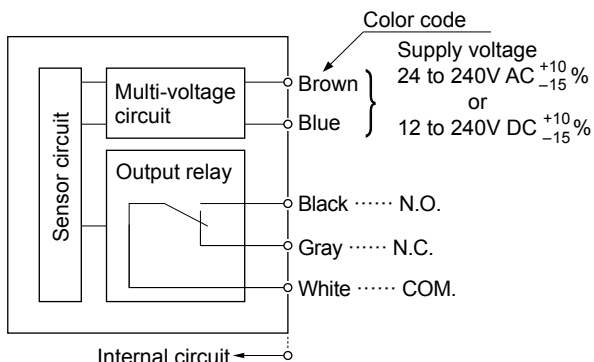 Color code
Supply voltage
24 to 240V AC +10 −15 %
or
12 to 240V DC +10 −15 %
Brown
Blue
Multi-voltage
circuit
Sensor circuit
Output relay
Black ⋯⋯ N.O.
Gray ⋯⋯ N.C.
White ⋯⋯ COM.
Internal circuit